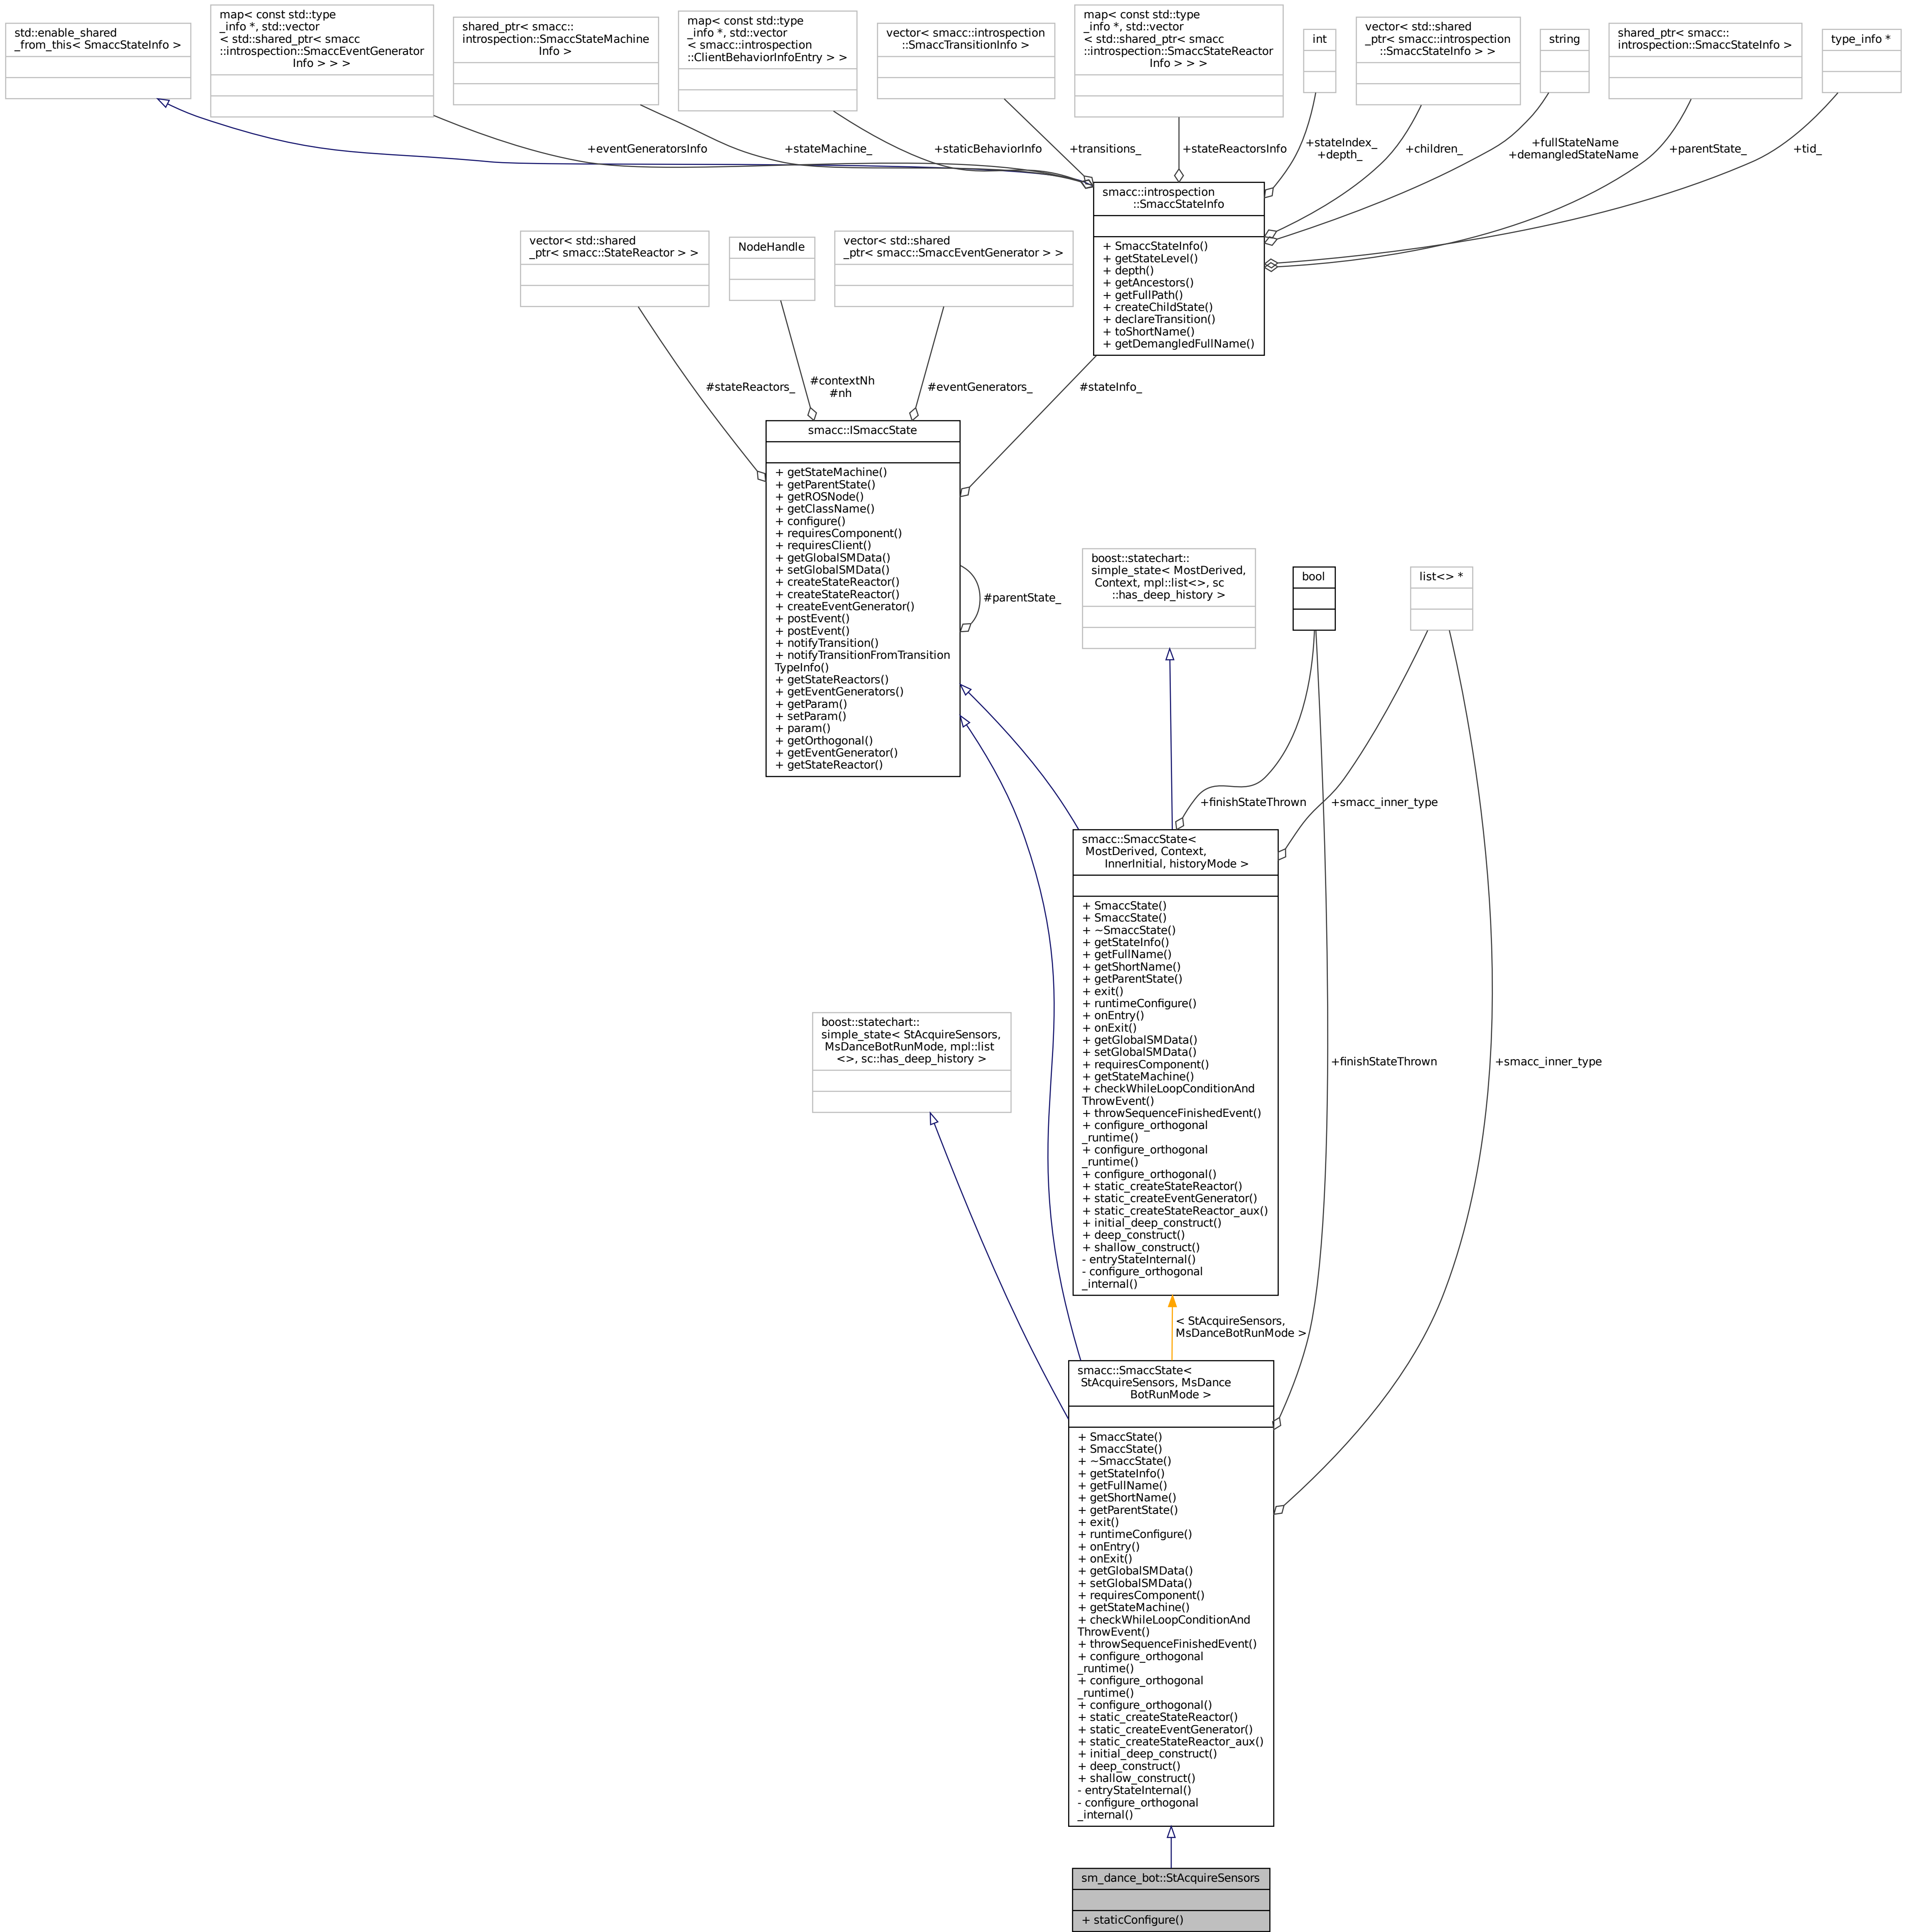 std::enable_shared
_from_this< SmaccStateInfo >
map< const std::type
_info *, std::vector
< std::shared_ptr< smacc
::introspection::SmaccEventGenerator
Info > > >
shared_ptr< smacc::
introspection::SmaccStateMachine
Info >
map< const std::type
_info *, std::vector
< smacc::introspection
::ClientBehaviorInfoEntry > >
vector< smacc::introspection
::SmaccTransitionInfo >
map< const std::type
_info *, std::vector
< std::shared_ptr< smacc
::introspection::SmaccStateReactor
Info > > >
int
vector< std::shared
_ptr< smacc::introspection
::SmaccStateInfo > >
string
shared_ptr< smacc::
introspection::SmaccStateInfo >
type_info *
+eventGeneratorsInfo
+stateMachine_
+staticBehaviorInfo
+transitions_
+stateReactorsInfo
+stateIndex_
+depth_
+children_
+fullStateName
+demangledStateName
+parentState_
+tid_
smacc::introspection
::SmaccStateInfo
+ SmaccStateInfo()
+ getStateLevel()
+ depth()
+ getAncestors()
+ getFullPath()
+ createChildState()
+ declareTransition()
+ toShortName()
+ getDemangledFullName()
vector< std::shared
_ptr< smacc::StateReactor > >
NodeHandle
vector< std::shared
_ptr< smacc::SmaccEventGenerator > >
#stateReactors_
#contextNh
#nh
#eventGenerators_
#stateInfo_
smacc::ISmaccState
+ getStateMachine()
+ getParentState()
+ getROSNode()
+ getClassName()
+ configure()
+ requiresComponent()
+ requiresClient()
+ getGlobalSMData()
+ setGlobalSMData()
+ createStateReactor()
+ createStateReactor()
+ createEventGenerator()
+ postEvent()
+ postEvent()
+ notifyTransition()
+ notifyTransitionFromTransition
TypeInfo()
+ getStateReactors()
+ getEventGenerators()
+ getParam()
+ setParam()
+ param()
+ getOrthogonal()
+ getEventGenerator()
+ getStateReactor()
#parentState_
boost::statechart::
simple_state< MostDerived,
Context, mpl::list<>, sc
::has_deep_history >
bool
list<> *
+finishStateThrown
+smacc_inner_type
smacc::SmaccState<
MostDerived, Context,
InnerInitial, historyMode >
+ SmaccState()
+ SmaccState()
+ ~SmaccState()
+ getStateInfo()
+ getFullName()
+ getShortName()
+ getParentState()
+ exit()
+ runtimeConfigure()
+ onEntry()
+ onExit()
+ getGlobalSMData()
+ setGlobalSMData()
+ requiresComponent()
+ getStateMachine()
+ checkWhileLoopConditionAnd
ThrowEvent()
+ throwSequenceFinishedEvent()
+ configure_orthogonal
_runtime()
+ configure_orthogonal
_runtime()
+ configure_orthogonal()
+ static_createStateReactor()
+ static_createEventGenerator()
+ static_createStateReactor_aux()
+ initial_deep_construct()
+ deep_construct()
+ shallow_construct()
- entryStateInternal()
- configure_orthogonal
_internal()
boost::statechart::
simple_state< StAcquireSensors,
MsDanceBotRunMode, mpl::list
<>, sc::has_deep_history >
+finishStateThrown
+smacc_inner_type
< StAcquireSensors,
MsDanceBotRunMode >
smacc::SmaccState<
StAcquireSensors, MsDance
BotRunMode >
+ SmaccState()
+ SmaccState()
+ ~SmaccState()
+ getStateInfo()
+ getFullName()
+ getShortName()
+ getParentState()
+ exit()
+ runtimeConfigure()
+ onEntry()
+ onExit()
+ getGlobalSMData()
+ setGlobalSMData()
+ requiresComponent()
+ getStateMachine()
+ checkWhileLoopConditionAnd
ThrowEvent()
+ throwSequenceFinishedEvent()
+ configure_orthogonal
_runtime()
+ configure_orthogonal
_runtime()
+ configure_orthogonal()
+ static_createStateReactor()
+ static_createEventGenerator()
+ static_createStateReactor_aux()
+ initial_deep_construct()
+ deep_construct()
+ shallow_construct()
- entryStateInternal()
- configure_orthogonal
_internal()
sm_dance_bot::StAcquireSensors
+ staticConfigure()